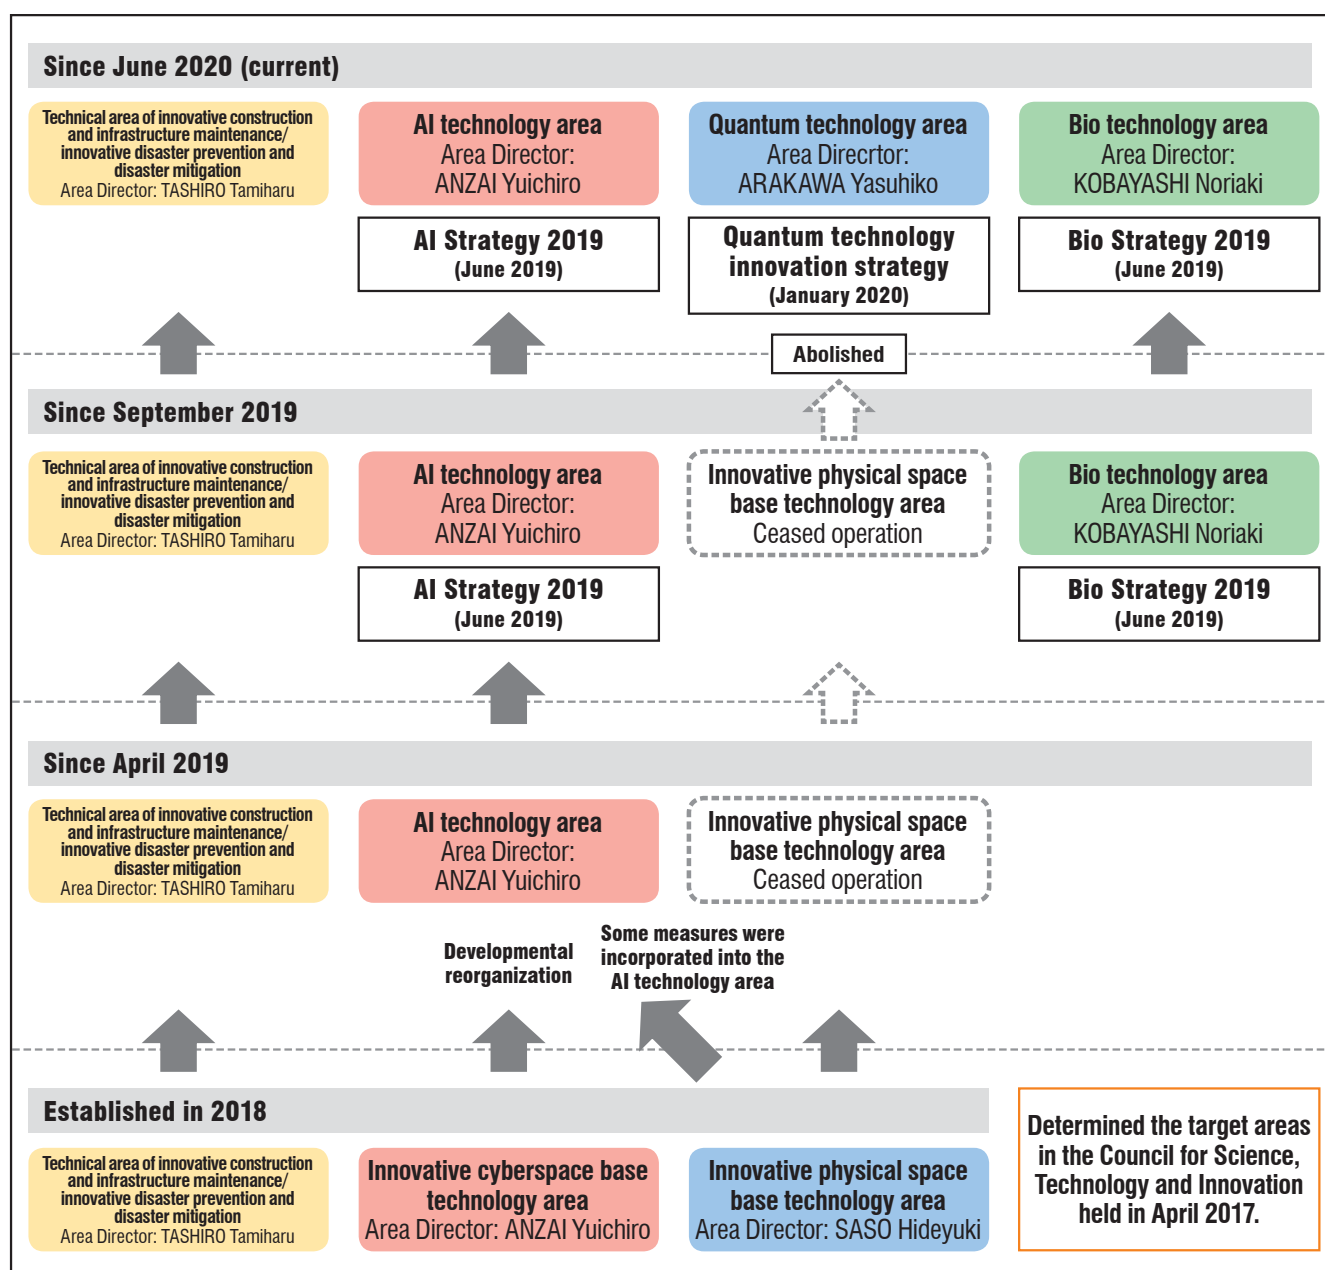 Since June 2020 (current)
Technical area of innovative construction
and infrastructure maintenance/
innovative disaster prevention and
disaster mitigation
Area Director: TASHIRO Tamiharu
AI technology area
Area Director:
ANZAI Yuichiro
Quantum technology area
Area Direcrtor:
ARAKAWA Yasuhiko
Bio technology area
Area Director:
KOBAYASHI Noriaki
AI Strategy 2019
(June 2019)
Quantum technology
innovation strategy
(January 2020)
Bio Strategy 2019
(June 2019)
Abolished
Since September 2019
Technical area of innovative construction
and infrastructure maintenance/
innovative disaster prevention and
disaster mitigation
Area Director: TASHIRO Tamiharu
AI technology area
Area Director:
ANZAI Yuichiro
Innovative physical space
base technology area
Ceased operation
Bio technology area
Area Director:
KOBAYASHI Noriaki
AI Strategy 2019
(June 2019)
Bio Strategy 2019
(June 2019)
Since April 2019
Technical area of innovative construction
and infrastructure maintenance/
innovative disaster prevention and
disaster mitigation
Area Director: TASHIRO Tamiharu
AI technology area
Area Director:
ANZAI Yuichiro
Innovative physical space
base technology area
Ceased operation
Developmental
reorganization
Some measures were
incorporated into the
AI technology area
Established in 2018
Technical area of innovative construction
and infrastructure maintenance/
innovative disaster prevention and
disaster mitigation
Area Director: TASHIRO Tamiharu
Innovative cyberspace base
technology area
Area Director: ANZAI Yuichiro
Innovative physical space
base technology area
Area Director: SASO Hideyuki
Determined the target areas
in the Council for Science,
Technology and Innovation
held in April 2017.